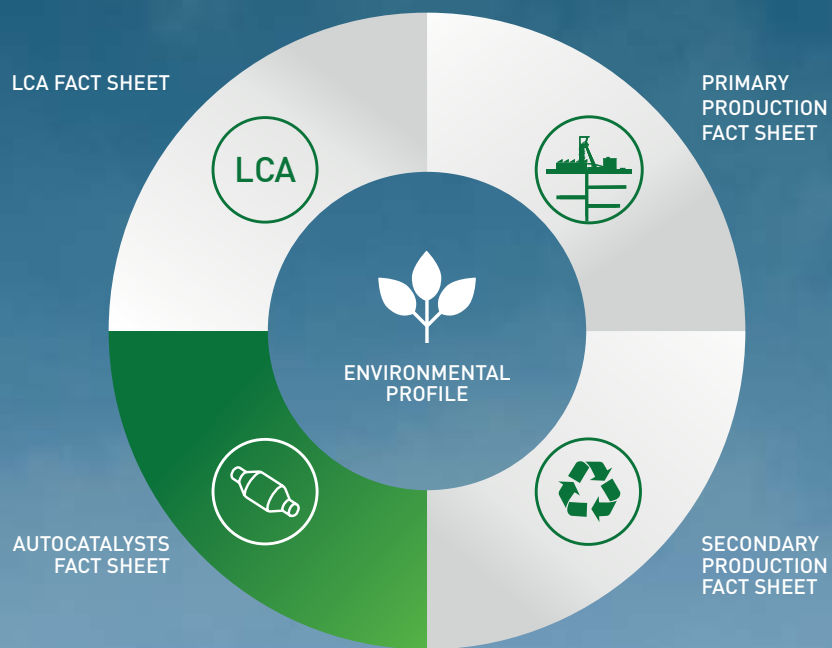 LCA FACT SHEET
LCA
PRIMARY
PRODUCTION
FACT SHEET
ENVIRONMENTAL
PROFILE
AUTOCATALYSTS
FACT SHEET
SECONDARY
PRODUCTION
FACT SHEET